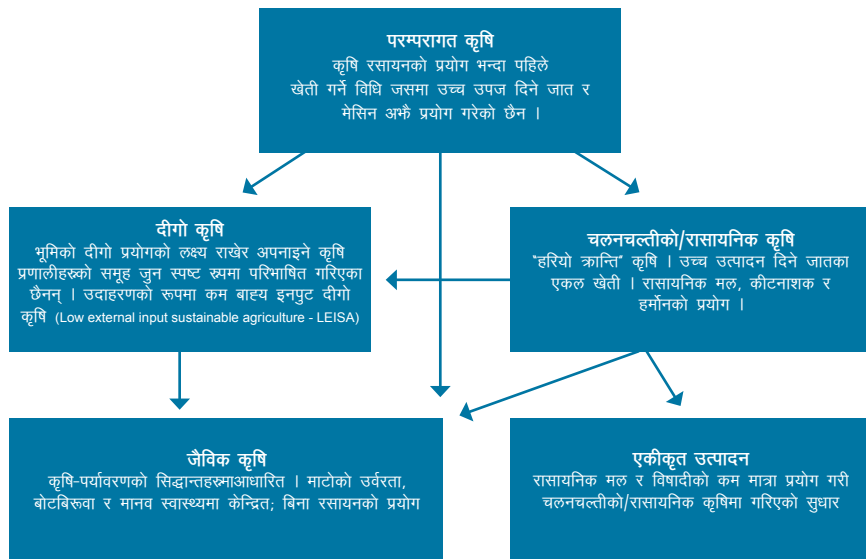 परम्परागत कृषि
कृषि रसायनको प्रयोग भन्दा पहिले
खेती गर्ने विधि जसमा उच्च उपज दिने जात र
मेसिन अझै प्रयोग गरेको छैन ।
दीगो कृषि
भूमिको दीगो प्रयोगको लक्ष्य राखेर अपनाइने कृषि
प्रणालीहरुको समूह जुन स्पष्ट रुपमा परिभाषित गरिएका
छैनन् । उदाहरणको रूपमा कम बाह्य इनपुट दीगो
कृषि (Low external input sustainable agriculture - LEISA)
चलनचल्तीको/रासायनिक कृषि
"हरियो क्रान्ति" कृषि । उच्च उत्पादन दिने जातका
एकल खेती । रासायनिक मल, कीटनाशक र
हर्मोनको प्रयोग ।
जैविक कृषि
कृषि-पर्यावरणको सिद्धान्तहरुमाआधारित । माटोको उर्वरता,
बोटबिरूवा र मानव स्वास्थ्यमा केन्द्रित; बिना रसायनको प्रयोग
एकीकृत उत्पादन
रासायनिक मल र विषादीको कम मात्रा प्रयोग गरी
चलनचल्तीको/रासायनिक कृषिमा गरिएको सुधार